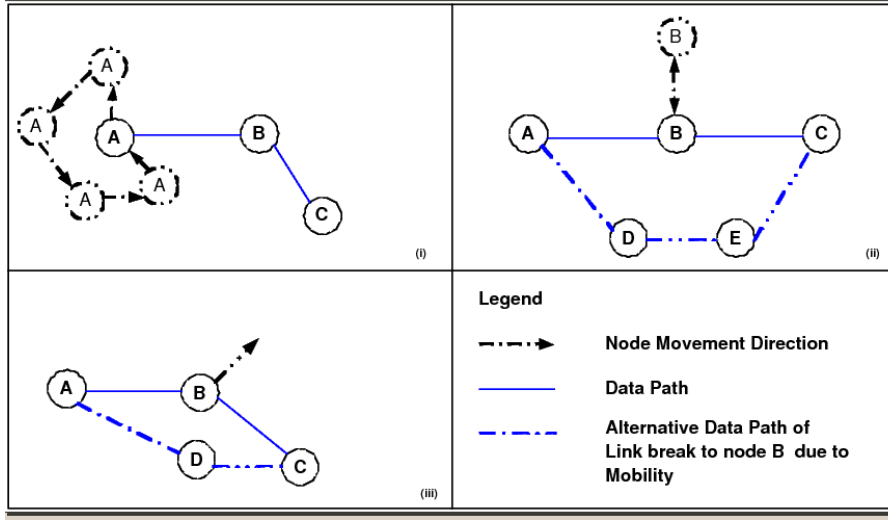 A
A
A
B
A
A
C
(i)
B
A
B
C
D
E
(ii)
A
B
D
C
(iii)
Legend
Node Movement Direction
Data Path
Alternative Data Path of
Link break to node B due to
Mobility